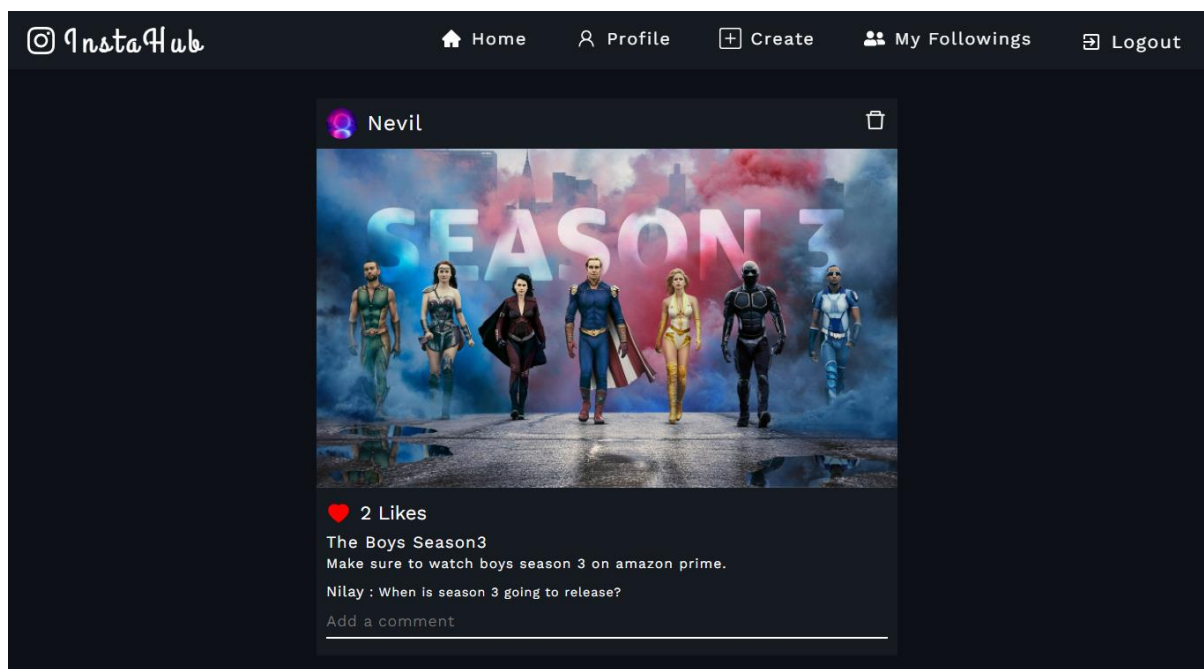 InstaHub
Home Profile Create My Followings Logout
Nevil
SEASON 3
2 Likes
The Boys Season3
Make sure to watch boys season 3 on amazon prime.
Nilay : When is season 3 going to release?
Add a comment